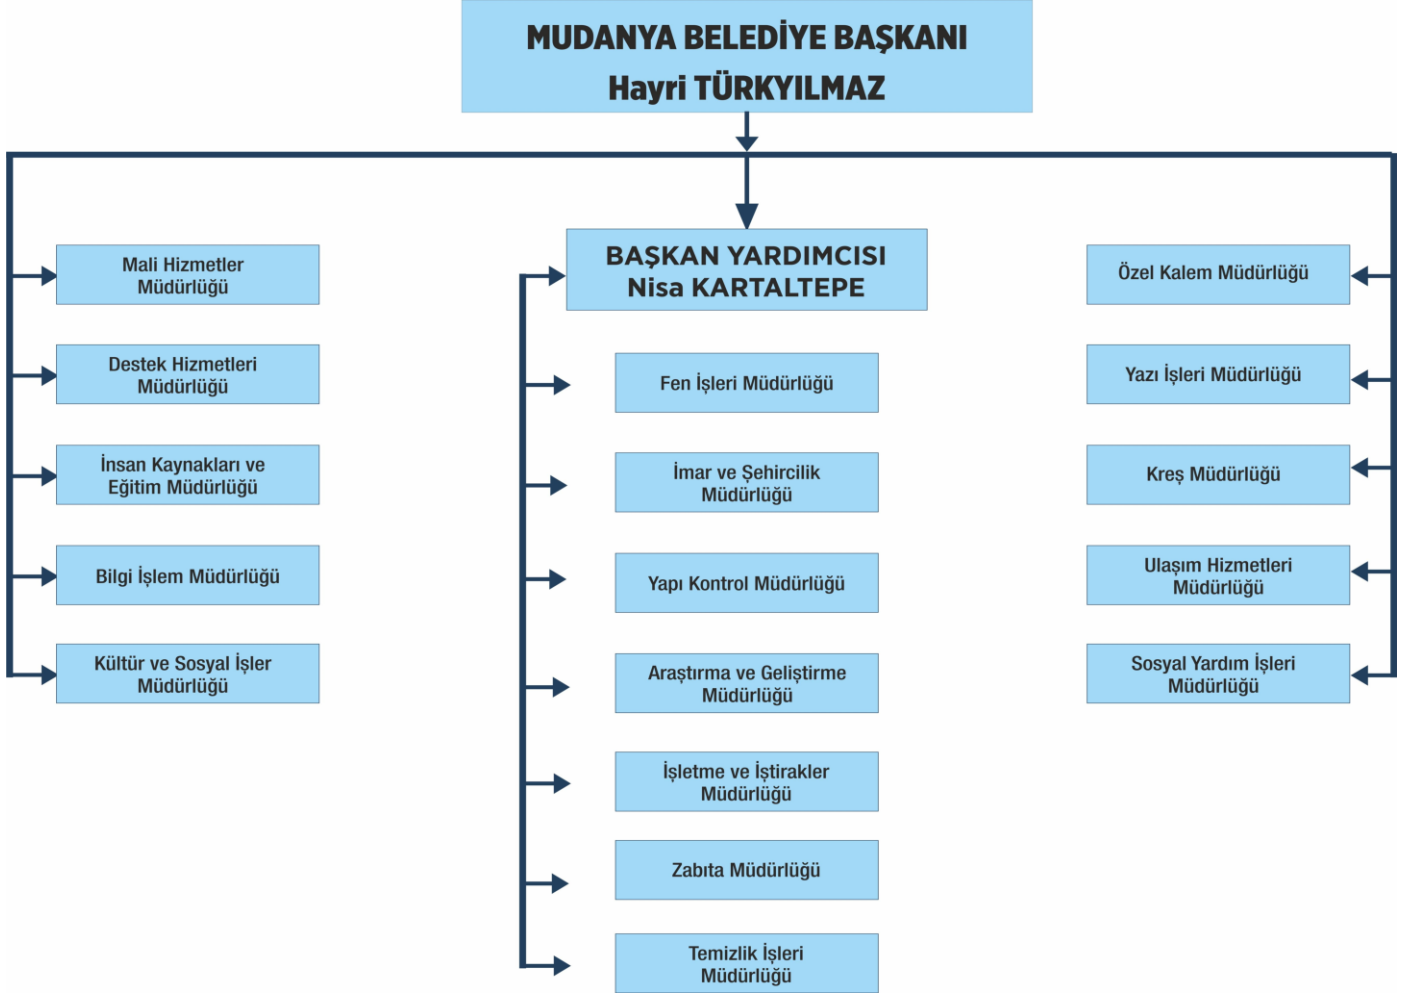 MUDANYA BELEDİYE BAŞKANI
Hayri TÜRKYILMAZ
Mali Hizmetler
Müdürlüğü
Destek Hizmetleri
Müdürlüğü
İnsan Kaynakları ve
Eğitim Müdürlüğü
Bilgi İşlem Müdürlüğü
Kültür ve Sosyal İşler
Müdürlüğü
BAŞKAN YARDIMCISI
Nisa KARTALTEPE
Fen İşleri Müdürlüğü
İmar ve Şehircilik
Müdürlüğü
Yapı Kontrol Müdürlüğü
Araştırma ve Geliştirme
Müdürlüğü
İşletme ve İştirakler
Müdürlüğü
Zabıta Müdürlüğü
Temizlik İşleri
Müdürlüğü
Özel Kalem Müdürlüğü
Yazı İşleri Müdürlüğü
Kreş Müdürlüğü
Ulaşım Hizmetleri
Müdürlüğü
Sosyal Yardım İşleri
Müdürlüğü